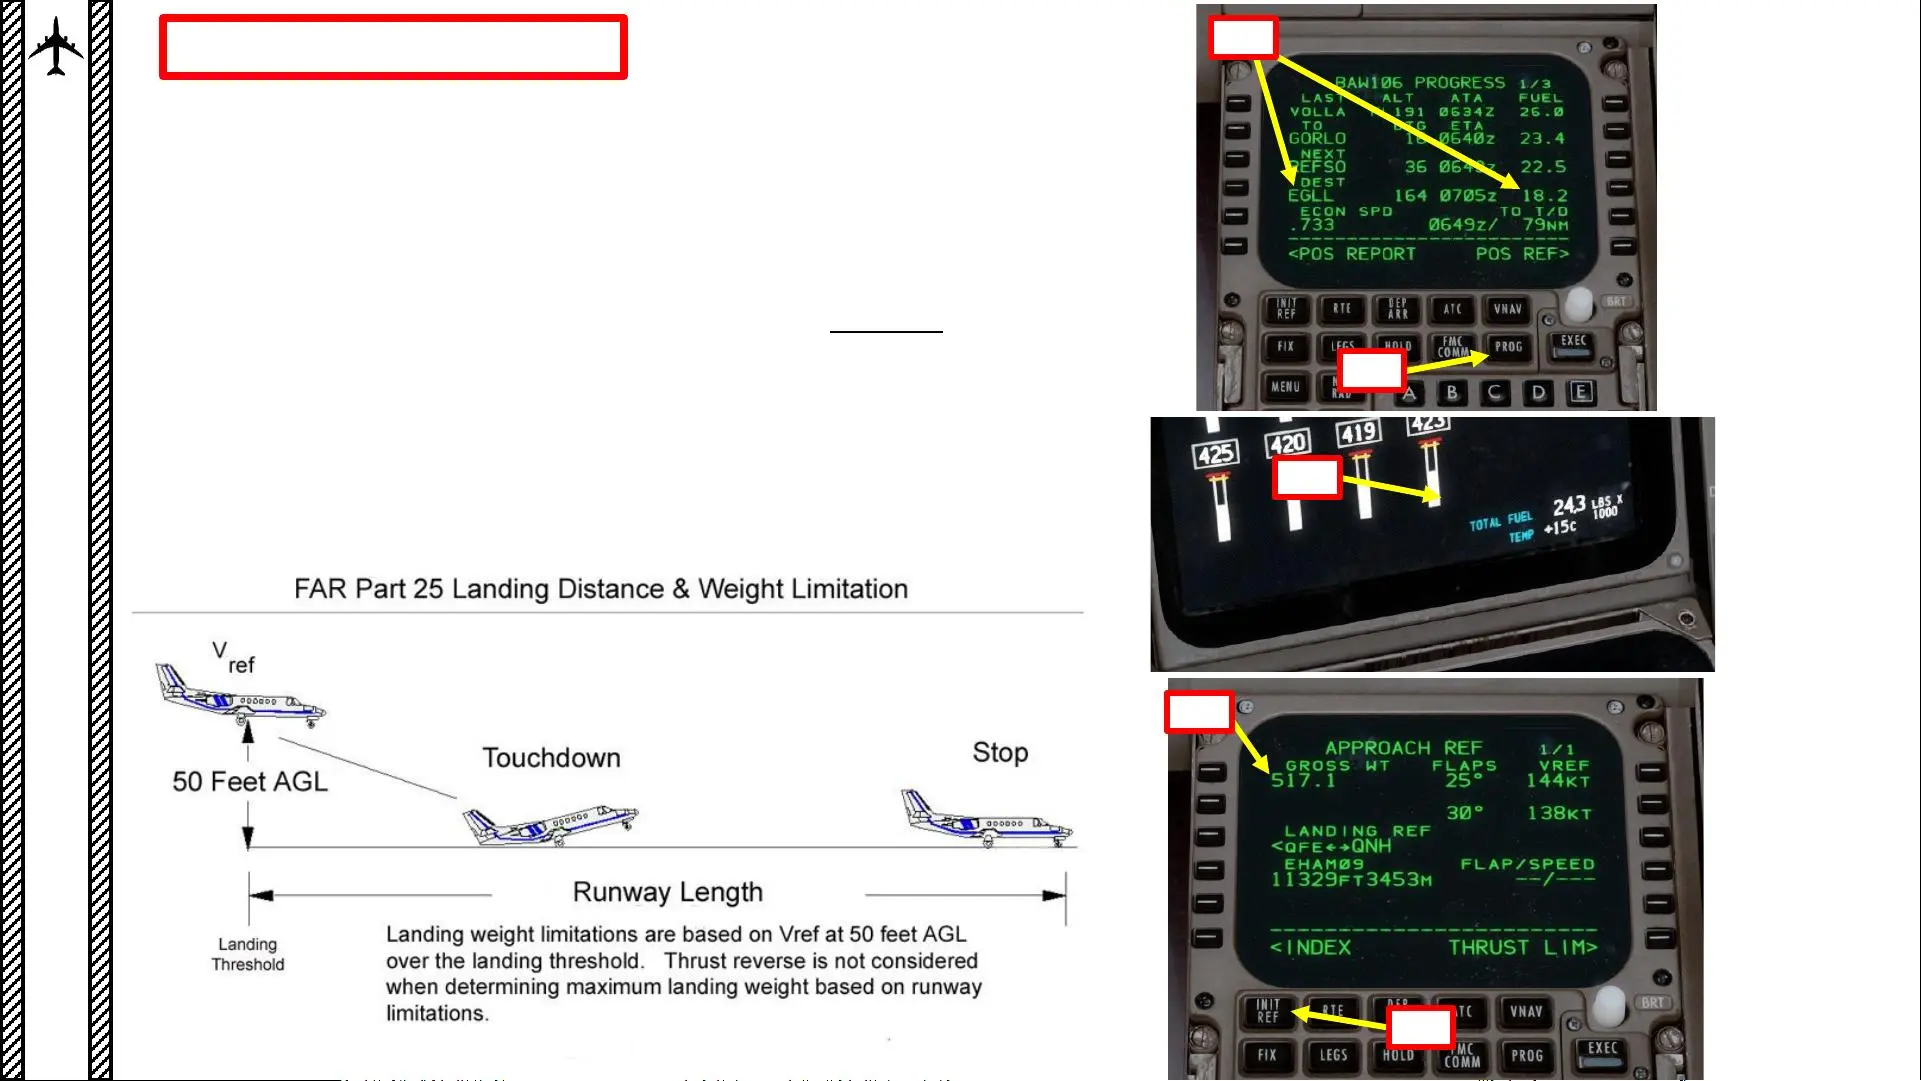 BAW106 PROGRESS 1/3
LAST ALT ATA FUEL
VOLLA FL191 0634Z 26.0
TO DTG ETA
GORLO 16 0640z 23.4
NEXT
REFSO 36 0649z 22.5
DEST
EGLL 164 0705z 18.2
ECON SPD TO T/D
.733 0649z/ 79NM
<POS REPORT POS REF>
INIT REF RTE DEP ARR ATC VNAV BRT
FIX LEGS HOLD FMC COMM PROG EXEC
MENU RAD A B C D E
425 420 419 423
TOTAL FUEL 24.3 LBS X 1000
TEMP +15c
FAR Part 25 Landing Distance & Weight Limitation
Vref
50 Feet AGL
Touchdown
Stop
Runway Length
Landing
Threshold
Landing weight limitations are based on Vref at 50 feet AGL
over the landing threshold. Thrust reverse is not considered
when determining maximum landing weight based on runway
limitations.
APPROACH REF 1/1
GROSS WT FLAPS VREF
517.1 25° 144KT
30° 138KT
LANDING REF
<QFE↔QNH
EHAM09 FLAP/SPEED
11329FT3453M --/---
<INDEX THRUST LIM>
INIT REF RTE DEP ATC VNAV BRT
FIX LEGS HOLD FMC COMM PROG EXEC